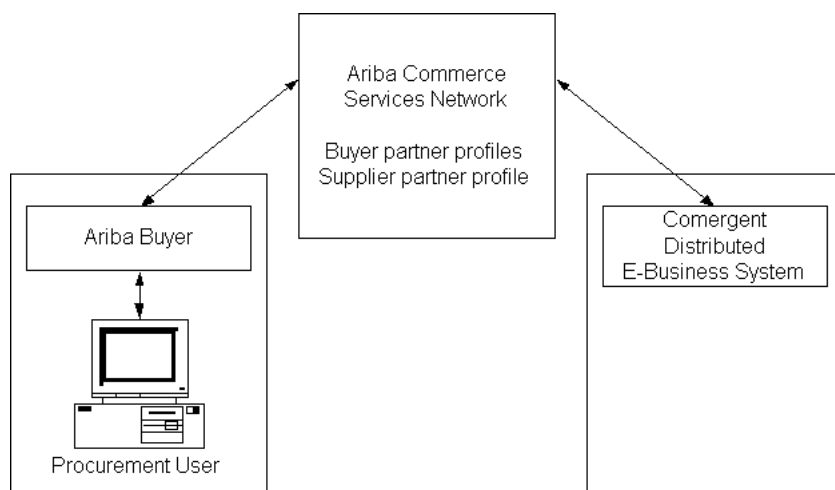 Ariba Commerce
Services Network
Buyer partner profiles
Supplier partner profile
Ariba Buyer
Procurement User
Comergent
Distributed
E-Business System